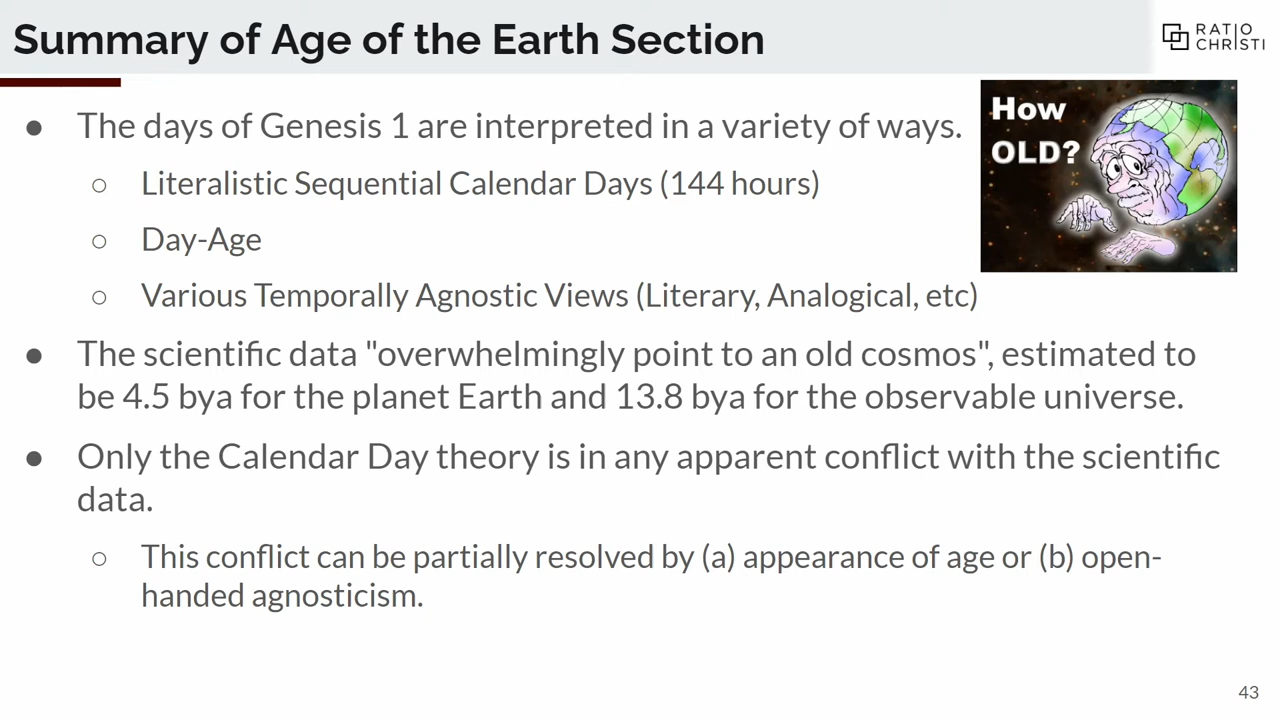 Summary of Age of the Earth Section
RATIO
CHRISTI
How
OLD?
● The days of Genesis 1 are interpreted in a variety of ways.
○ Literalistic Sequential Calendar Days (144 hours)
○ Day-Age
○ Various Temporally Agnostic Views (Literary, Analogical, etc)
● The scientific data "overwhelmingly point to an old cosmos", estimated to
be 4.5 bya for the planet Earth and 13.8 bya for the observable universe.
● Only the Calendar Day theory is in any apparent conflict with the scientific
data.
○ This conflict can be partially resolved by (a) appearance of age or (b) open-
handed agnosticism.
43